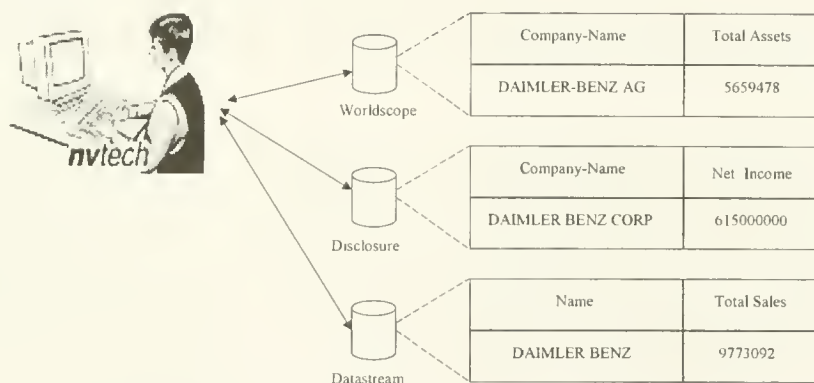 nvtech
Worldscope
Company-Name Total Assets
DAIMLER-BENZ AG 5659478
Disclosure
Company-Name Net Income
DAIMLER BENZ CORP 615000000
Datastream
Name Total Sales
DAIMLER BENZ 9773092